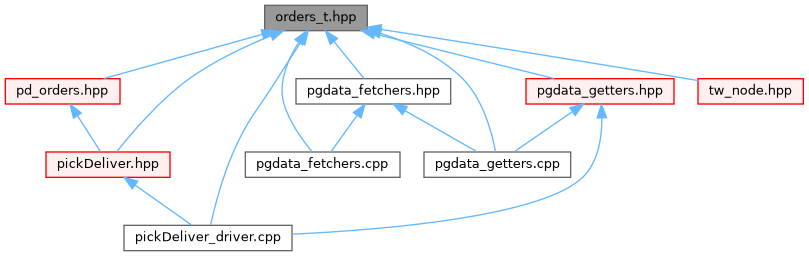 orders_t.hpp
pd_orders.hpp
pgdata_fetchers.hpp
pgdata_getters.hpp
tw_node.hpp
pickDeliver.hpp
pgdata_fetchers.cpp
pgdata_getters.cpp
pickDeliver_driver.cpp